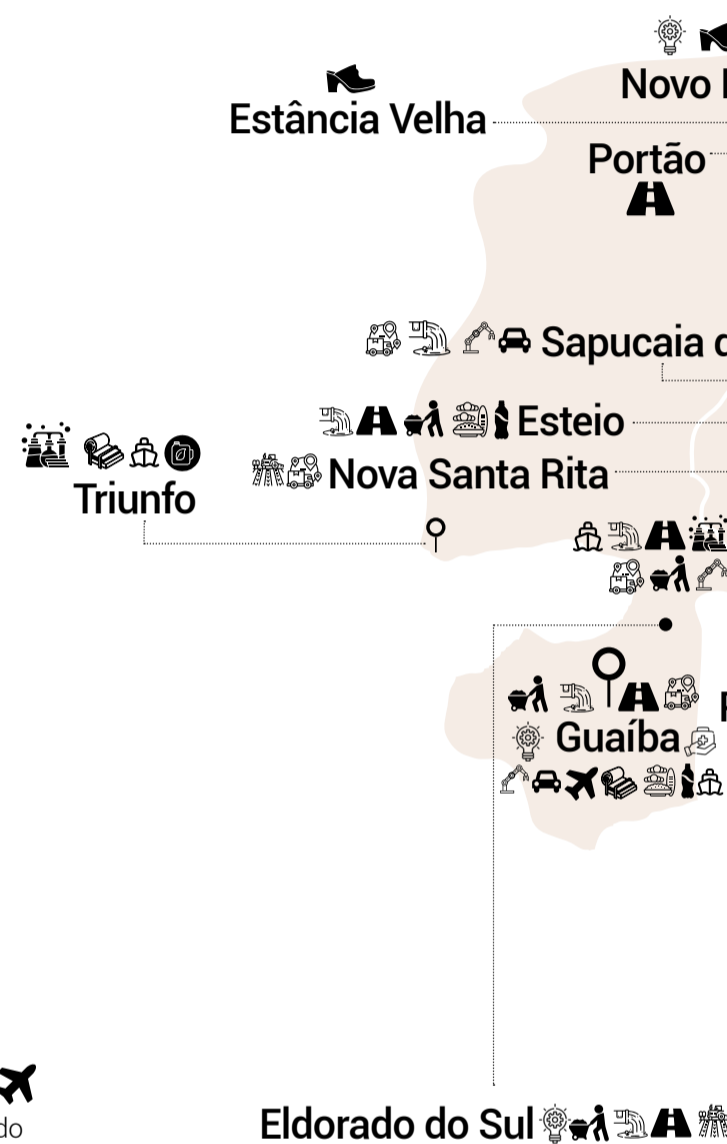 Novo
Estância Velha
Portão
Sapucaia
Esteio
Nova Santa Rita
Triunfo
Guaíba
do
Eldorado do Sul